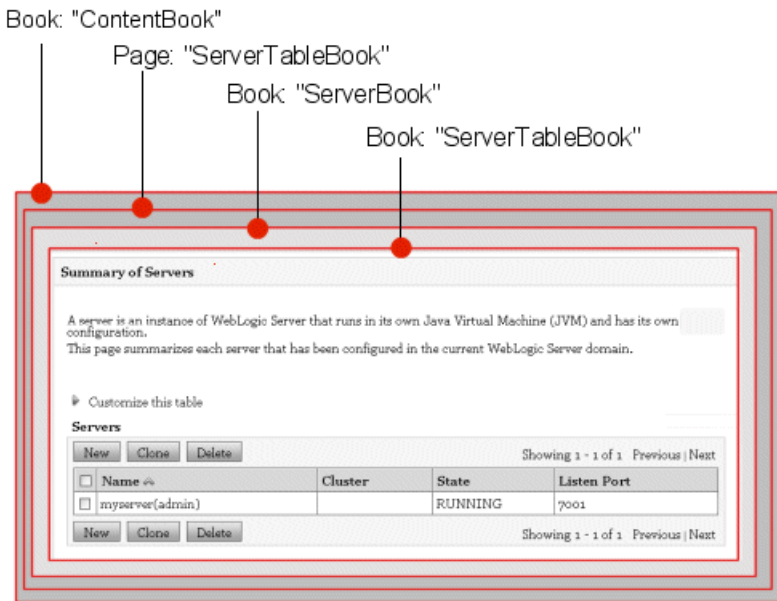 Book: "ContentBook"
Page: "ServerTableBook"
Book: "ServerBook"
Book: "ServerTableBook"
Summary of Servers
A server is an instance of WebLogic Server that runs in its own Java Virtual Machine (JVM) and has its own
configuration.
This page summarizes each server that has been configured in the current WebLogic Server domain.
Customize this table
Servers
New Clone Delete Showing 1 - 1 of 1 Previous | Next
Name Cluster State Listen Port
myserver(admin) RUNNING 7001
New Clone Delete Showing 1 - 1 of 1 Previous | Next